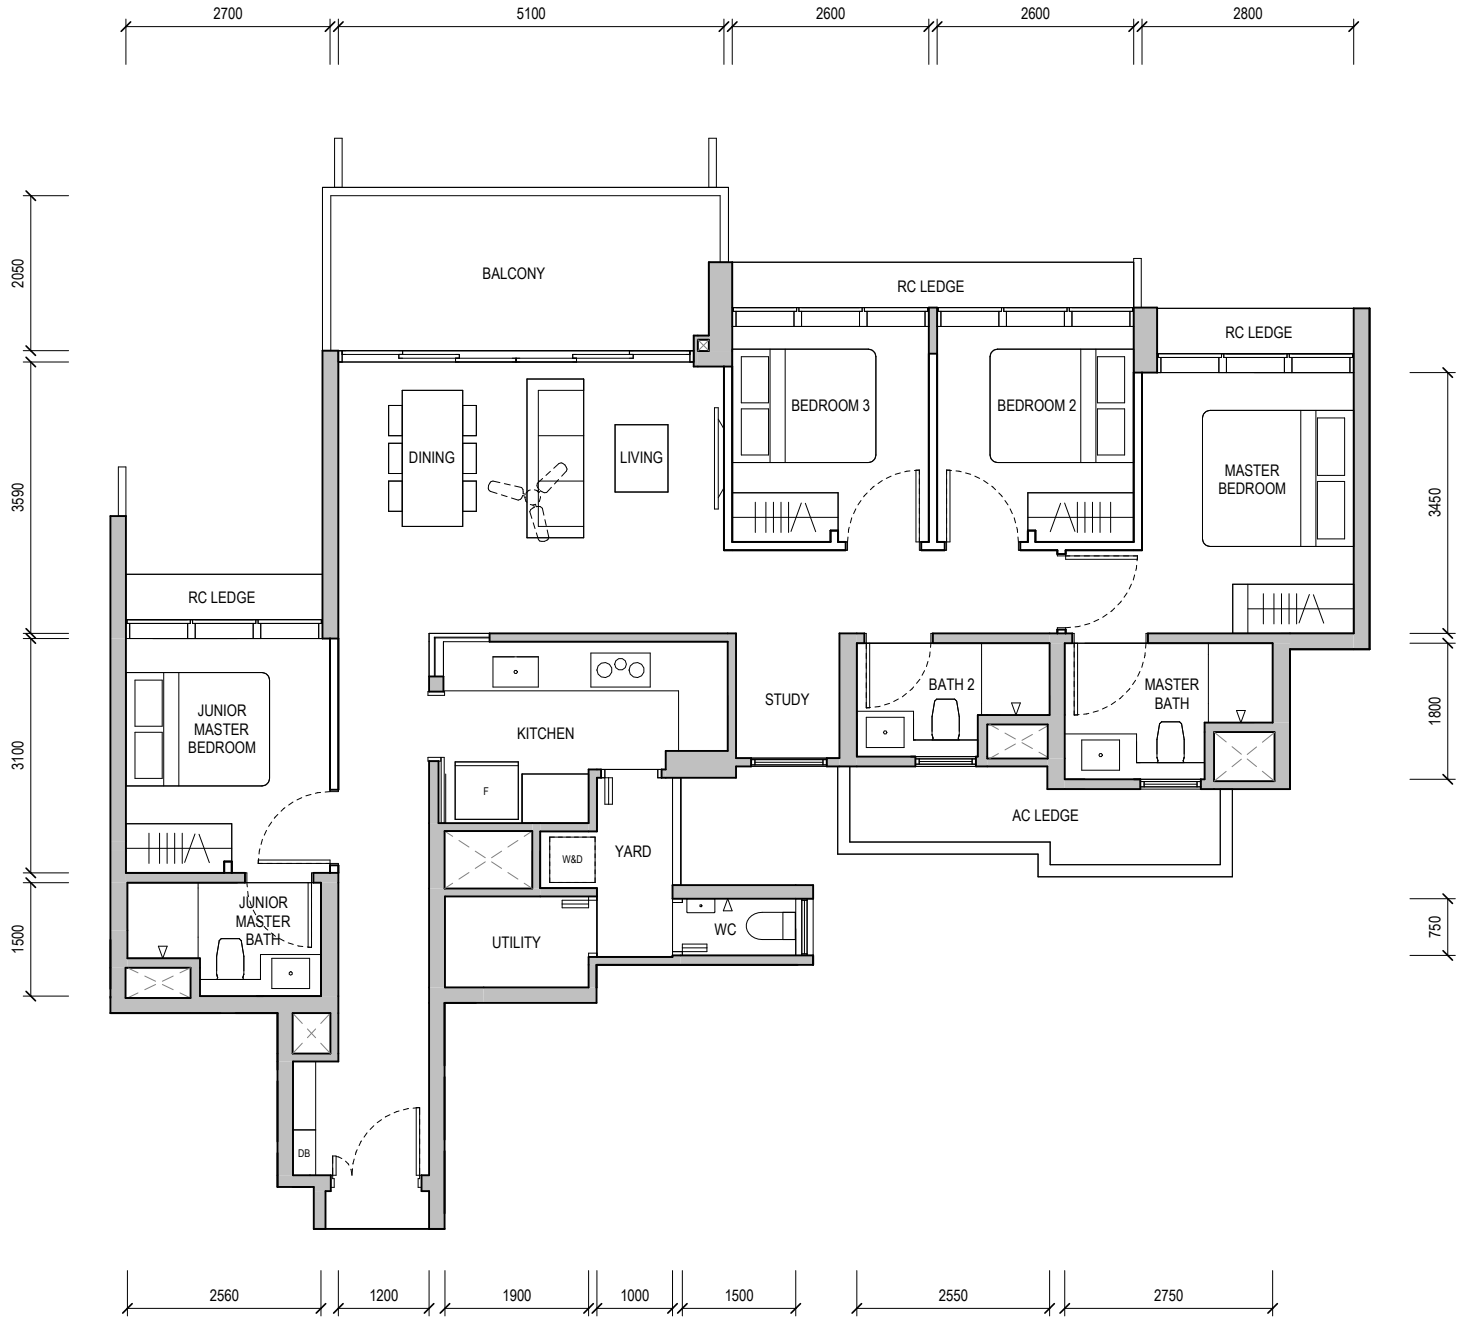 2700
5100
2600
2600
2800
2050
3590
3100
1500
3450
1800
750
BALCONY
RC LEDGE
RC LEDGE
BEDROOM 3
BEDROOM 2
DINING
LIVING
MASTER
BEDROOM
RC LEDGE
JUNIOR
MASTER
BEDROOM
KITCHEN
STUDY
BATH 2
MASTER
BATH
F
AC LEDGE
W&D
YARD
JUNIOR
MASTER
BATH
UTILITY
WC
DB
2560
1200
1900
1000
1500
2550
2750